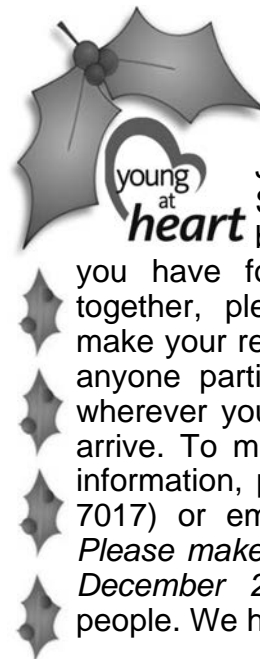 young
at
heart b
you have fo
together, ple
make your re
anyone parti
wherever you
arrive. To m
information, p
7017) or em
Please make
December 2
people. We h